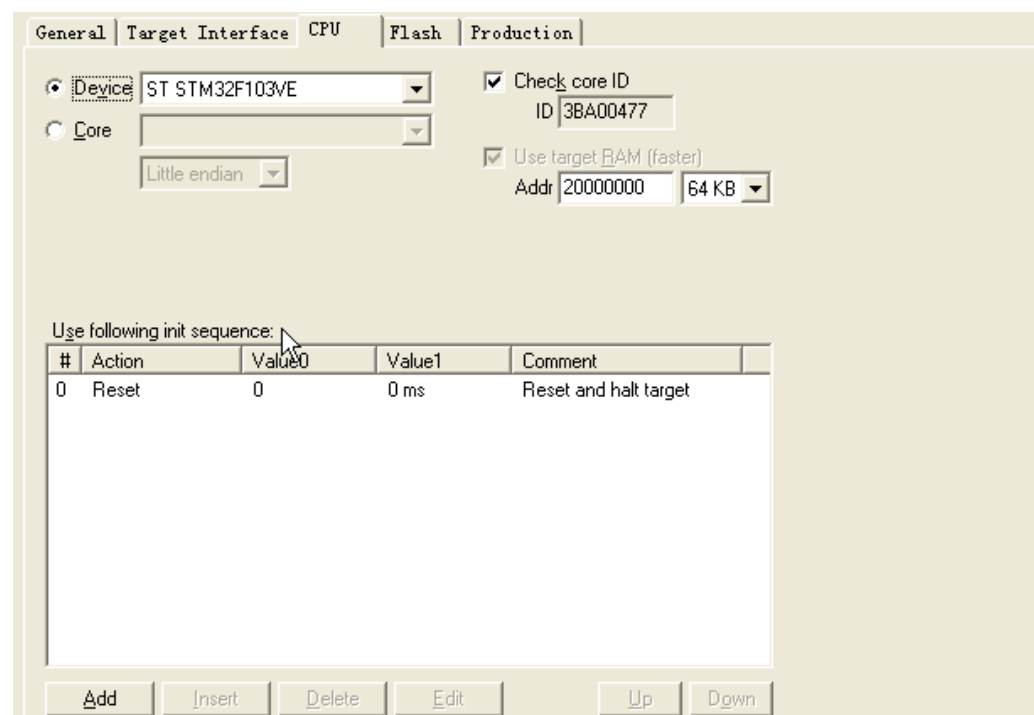 General Target Interface CPU Flash Production
Device ST STM32F103VE Check core ID
ID 3BA00477
Core
Use target RAM (faster)
Little endian Addr 20000000 64 KB
Use following init sequence:
# Action Value0 Value1 Comment
0 Reset 0 0 ms Reset and halt target
Add Insert Delete Edit Up Down